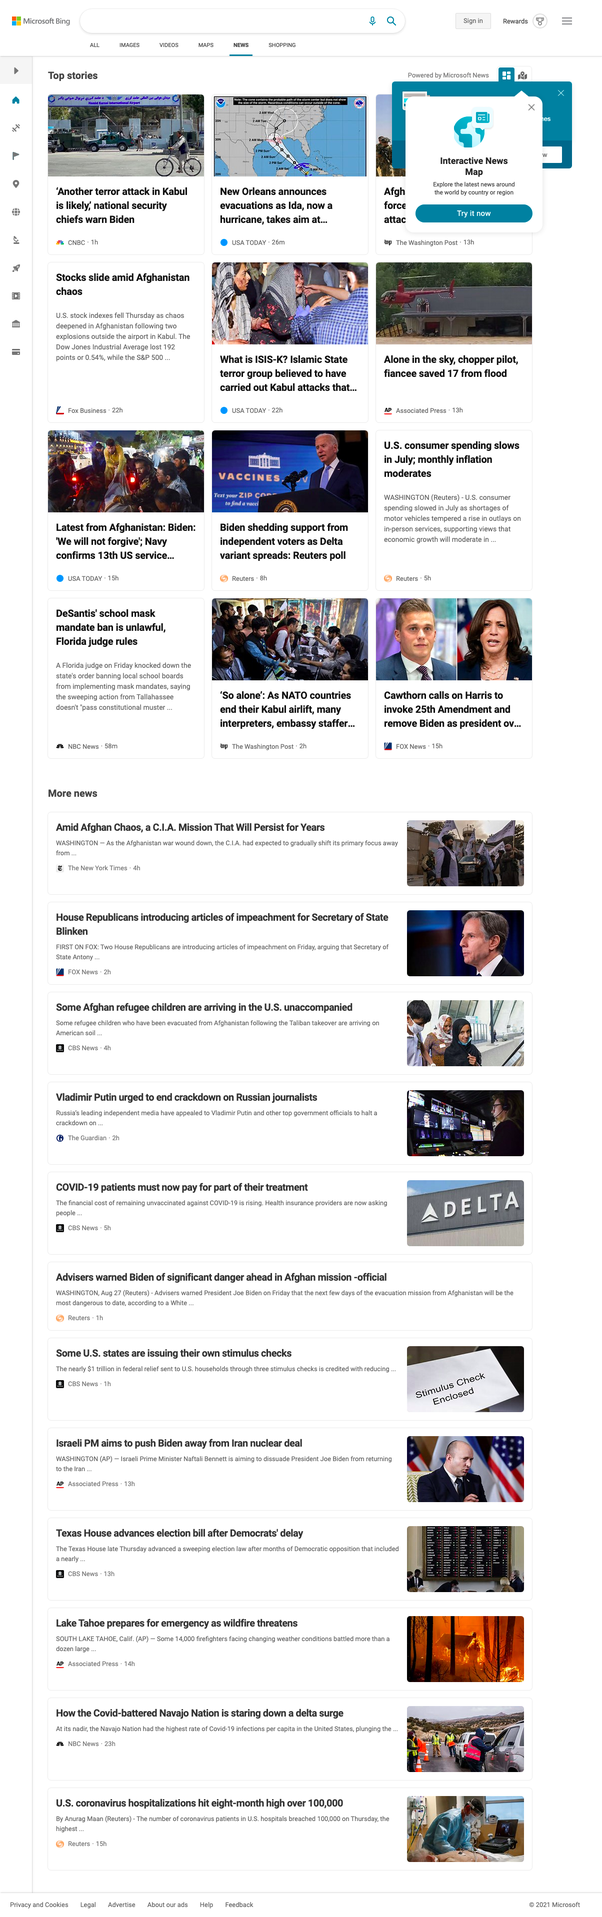 Microsoft Bing
Sign in
Rewards
ALL
IMAGES
VIDEOS
MAPS
NEWS
SHOPPING
Top stories
Powered by Microsoft News
Interactive News
Map
Explore the latest news around
the world by country or region
Try it now
'Another terror attack in Kabul
is likely,' national security
chiefs warn Biden
CNBC · 1h
New Orleans announces
evacuations as Ida, now a
hurricane, takes aim at...
USA TODAY · 26m
Afgh
force
attac
The Washington Post · 13h
Stocks slide amid Afghanistan
chaos
U.S. stock indexes fell Thursday as chaos
deepened in Afghanistan following two
explosions outside the airport in Kabul. The
Dow Jones Industrial Average lost 192
points or 0.54%, while the S&P 500 ...
Fox Business · 22h
What is ISIS-K? Islamic State
terror group believed to have
carried out Kabul attacks that...
USA TODAY · 22h
Alone in the sky, chopper pilot,
fiancee saved 17 from flood
AP Associated Press · 13h
Latest from Afghanistan: Biden:
'We will not forgive'; Navy
confirms 13th US service...
USA TODAY · 15h
VACCINES
Text your ZIP CO
to find a vacci
Biden shedding support from
independent voters as Delta
variant spreads: Reuters poll
Reuters · 8h
U.S. consumer spending slows
in July; monthly inflation
moderates
WASHINGTON (Reuters) - U.S. consumer
spending slowed in July as shortages of
motor vehicles tempered a rise in outlays on
in-person services, supporting views that
economic growth will moderate in ...
Reuters · 5h
DeSantis' school mask
mandate ban is unlawful,
Florida judge rules
A Florida judge on Friday knocked down the
state's order banning local school boards
from implementing mask mandates, saying
the sweeping action from Tallahassee
doesn't "pass constitutional muster ...
NBC News · 58m
'So alone': As NATO countries
end their Kabul airlift, many
interpreters, embassy staffer...
The Washington Post · 2h
Cawthorn calls on Harris to
invoke 25th Amendment and
remove Biden as president ov...
FOX News · 15h
More news
Amid Afghan Chaos, a C.I.A. Mission That Will Persist for Years
WASHINGTON — As the Afghanistan war wound down, the C.I.A. had expected to gradually shift its primary focus away
from ...
The New York Times · 4h
House Republicans introducing articles of impeachment for Secretary of State
Blinken
FIRST ON FOX: Two House Republicans are introducing articles of impeachment on Friday, arguing that Secretary of
State Antony ...
FOX News · 2h
Some Afghan refugee children are arriving in the U.S. unaccompanied
Some refugee children who have been evacuated from Afghanistan following the Taliban takeover are arriving on
American soil ...
CBS News · 4h
Vladimir Putin urged to end crackdown on Russian journalists
Russia's leading independent media have appealed to Vladimir Putin and other top government officials to halt a
crackdown on ...
The Guardian · 2h
COVID-19 patients must now pay for part of their treatment
The financial cost of remaining unvaccinated against COVID-19 is rising. Health insurance providers are now asking
people ...
CBS News · 5h
DELTA
Advisers warned Biden of significant danger ahead in Afghan mission -official
WASHINGTON, Aug 27 (Reuters) - Advisers warned President Joe Biden on Friday that the next few days of the evacuation mission from Afghanistan will be the
most dangerous to date, according to a White ...
Reuters · 1h
Some U.S. states are issuing their own stimulus checks
The nearly $1 trillion in federal relief sent to U.S. households through three stimulus checks is credited with reducing ...
CBS News · 1h
Stimulus Check
Enclosed
Israeli PM aims to push Biden away from Iran nuclear deal
WASHINGTON (AP) — Israeli Prime Minister Naftali Bennett is aiming to dissuade President Joe Biden from returning
to the Iran ...
AP Associated Press · 13h
Texas House advances election bill after Democrats' delay
The Texas House late Thursday advanced a sweeping election law after months of Democratic opposition that included
a nearly ...
CBS News · 13h
Lake Tahoe prepares for emergency as wildfire threatens
SOUTH LAKE TAHOE, Calif. (AP) — Some 14,000 firefighters facing changing weather conditions battled more than a
dozen large ...
AP Associated Press · 14h
How the Covid-battered Navajo Nation is staring down a delta surge
At its nadir, the Navajo Nation had the highest rate of Covid-19 infections per capita in the United States, plunging the ...
NBC News · 23h
U.S. coronavirus hospitalizations hit eight-month high over 100,000
By Anurag Maan (Reuters) - The number of coronavirus patients in U.S. hospitals breached 100,000 on Thursday, the
highest ...
Reuters · 15h
Privacy and Cookies
Legal
Advertise
About our ads
Help
Feedback
© 2021 Microsoft